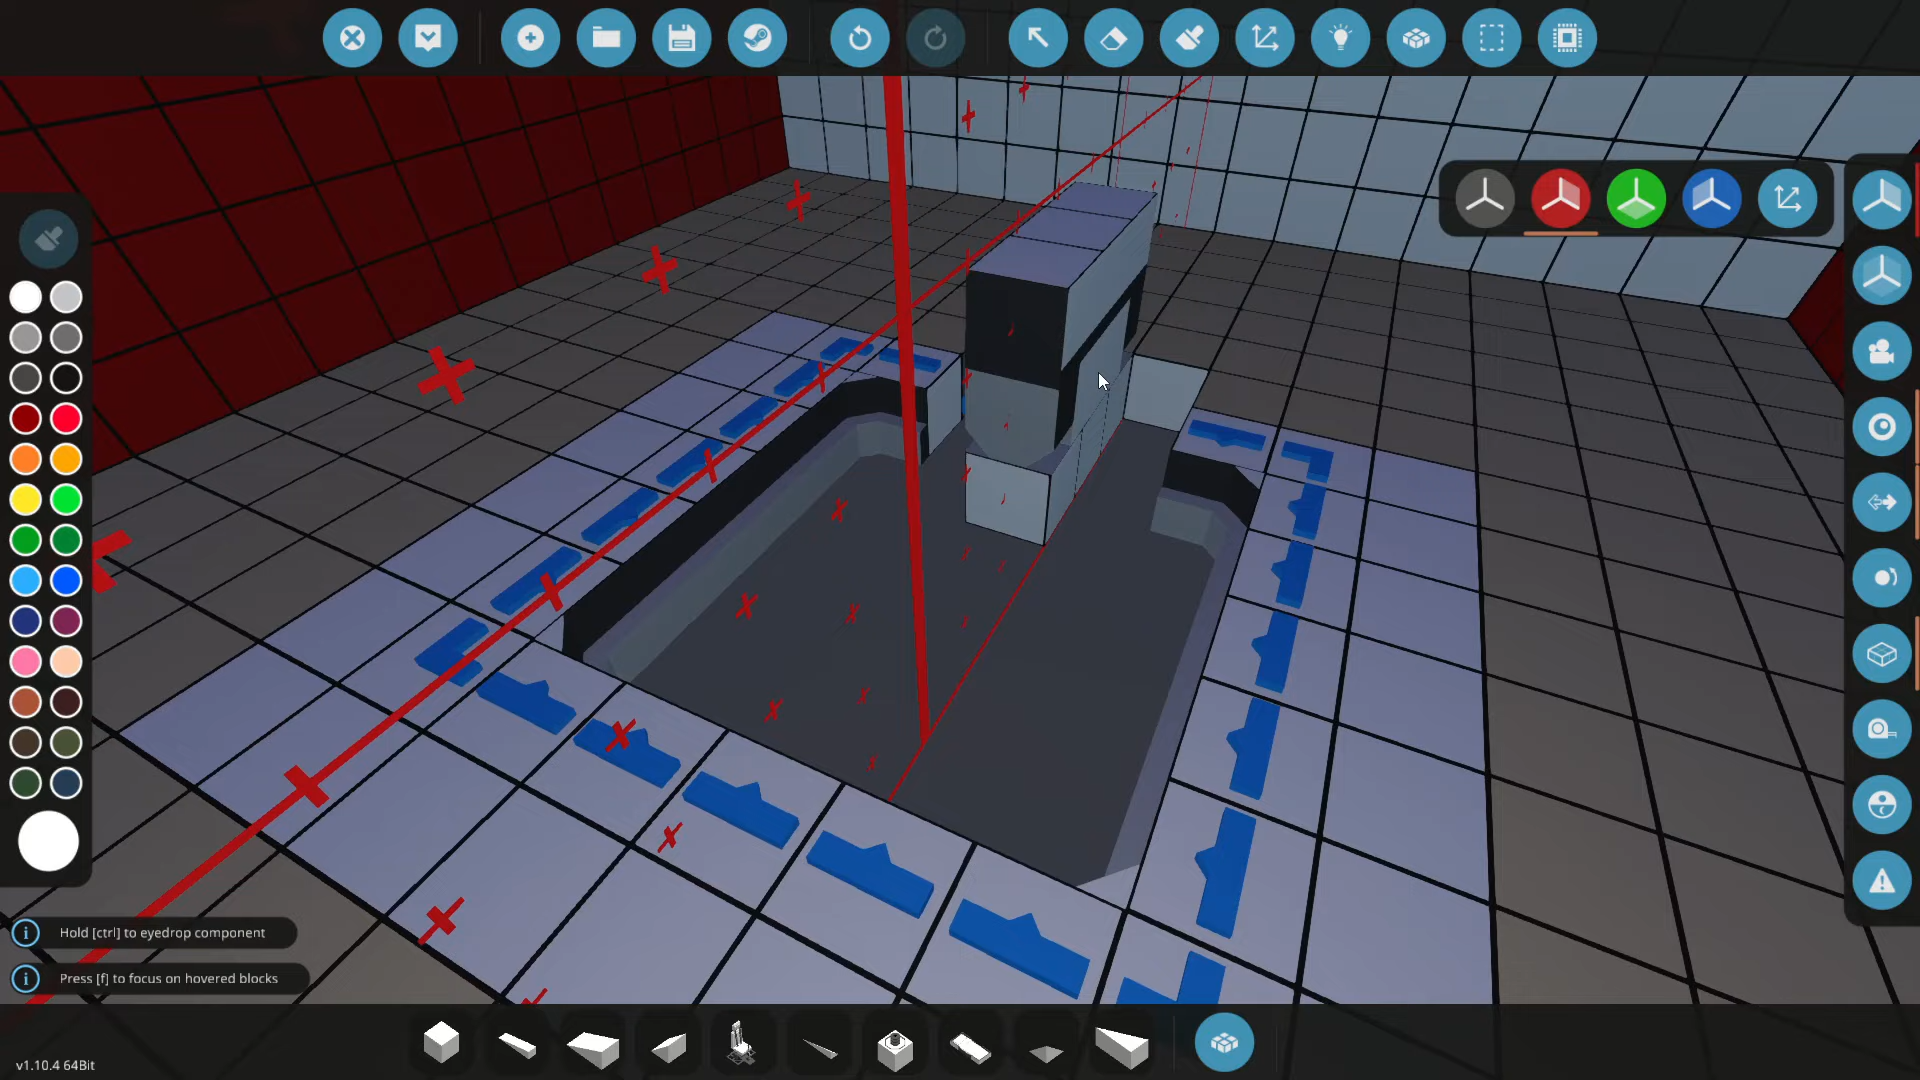 Hold [ctrl] to eyedrop component
Press [f] to focus on hovered blocks
v1.10.4 64Bit